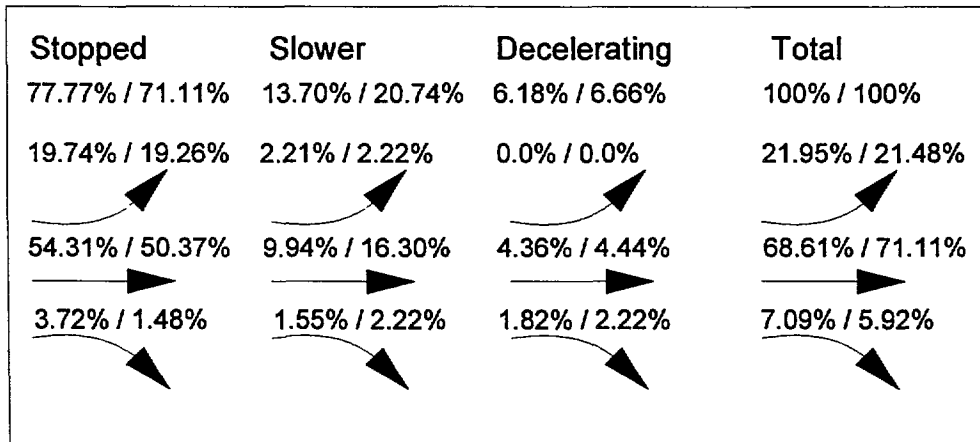 Stopped Slower Decelerating Total
77.77% / 71.11% 13.70% / 20.74% 6.18% / 6.66% 100% / 100%
19.74% / 19.26% 2.21% / 2.22% 0.0% / 0.0% 21.95% / 21.48%
54.31% / 50.37% 9.94% / 16.30% 4.36% / 4.44% 68.61% / 71.11%
3.72% / 1.48% 1.55% / 2.22% 1.82% / 2.22% 7.09% / 5.92%